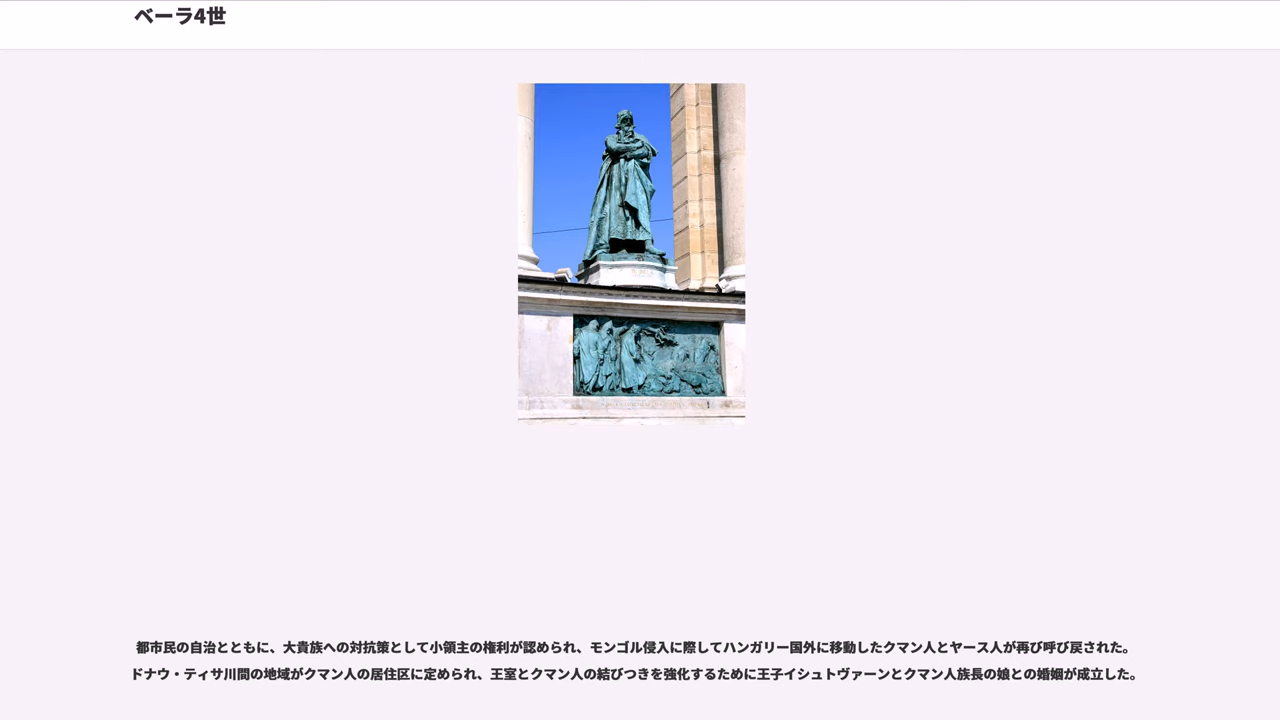 ベーラ4世
都市民の自治とともに、大貴族への対抗策として小領主の権利が認められ、モンゴル侵入に際してハンガリー国外に移動したクマン人とヤース人が再び呼び戻された。
ドナウ・ティサ川間の地域がクマン人の居住区に定められ、王室とクマン人の結びつきを強化するために王子イシュトヴァーンとクマン人族長の娘との婚姻が成立した。